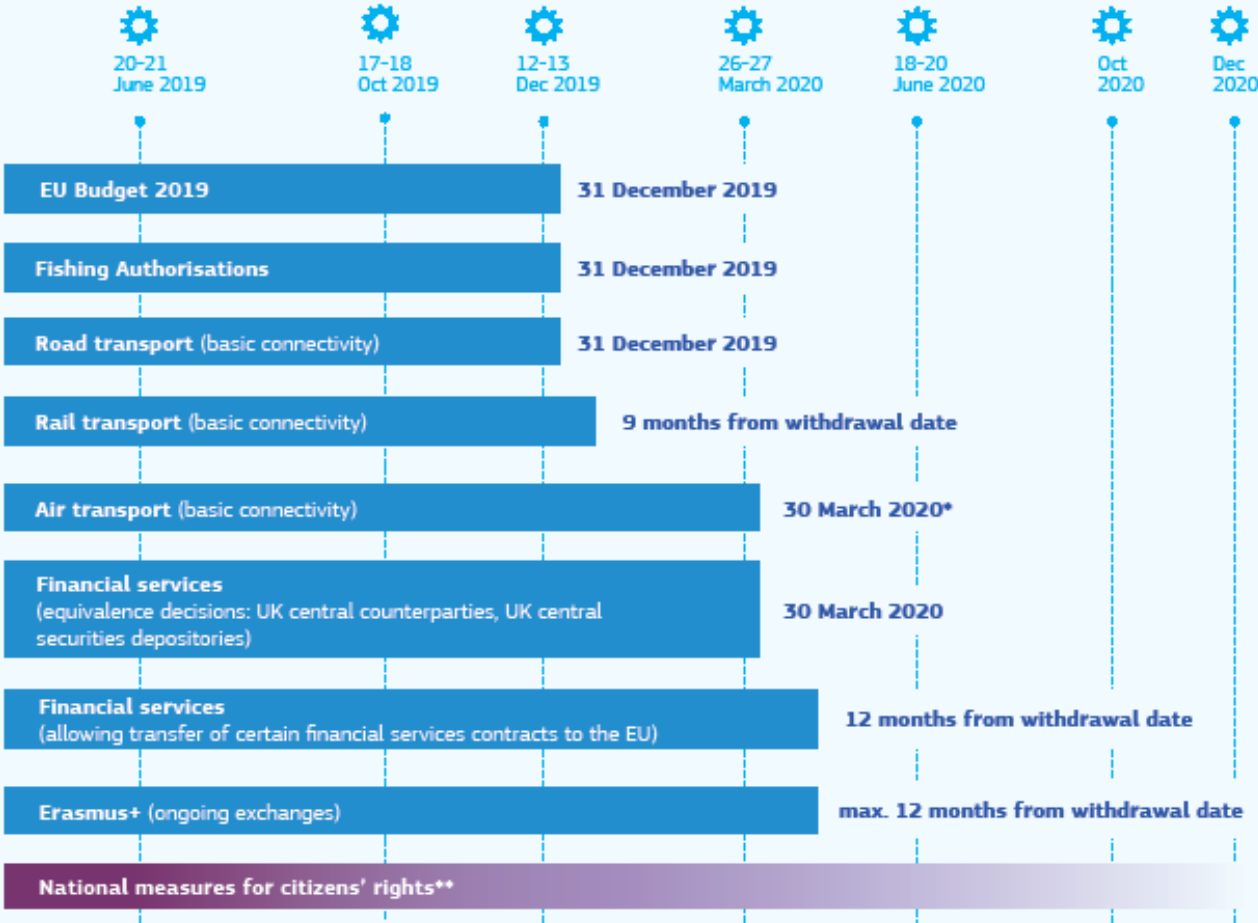 20-21
June 2019
17-18
Oct 2019
12-13
Dec 2019
26-27
March 2020
18-20
June 2020
Oct
2020
Dec
2020
EU Budget 2019
31 December 2019
Fishing Authorisations
31 December 2019
Road transport (basic connectivity)
31 December 2019
Rail transport (basic connectivity)
9 months from withdrawal date
Air transport (basic connectivity)
30 March 2020*
Financial services
(equivalence decisions: UK central counterparties, UK central
securities depositories)
30 March 2020
Financial services
(allowing transfer of certain financial services contracts to the EU)
12 months from withdrawal date
Erasmus+ (ongoing exchanges)
max. 12 months from withdrawal date
National measures for citizens' rights**